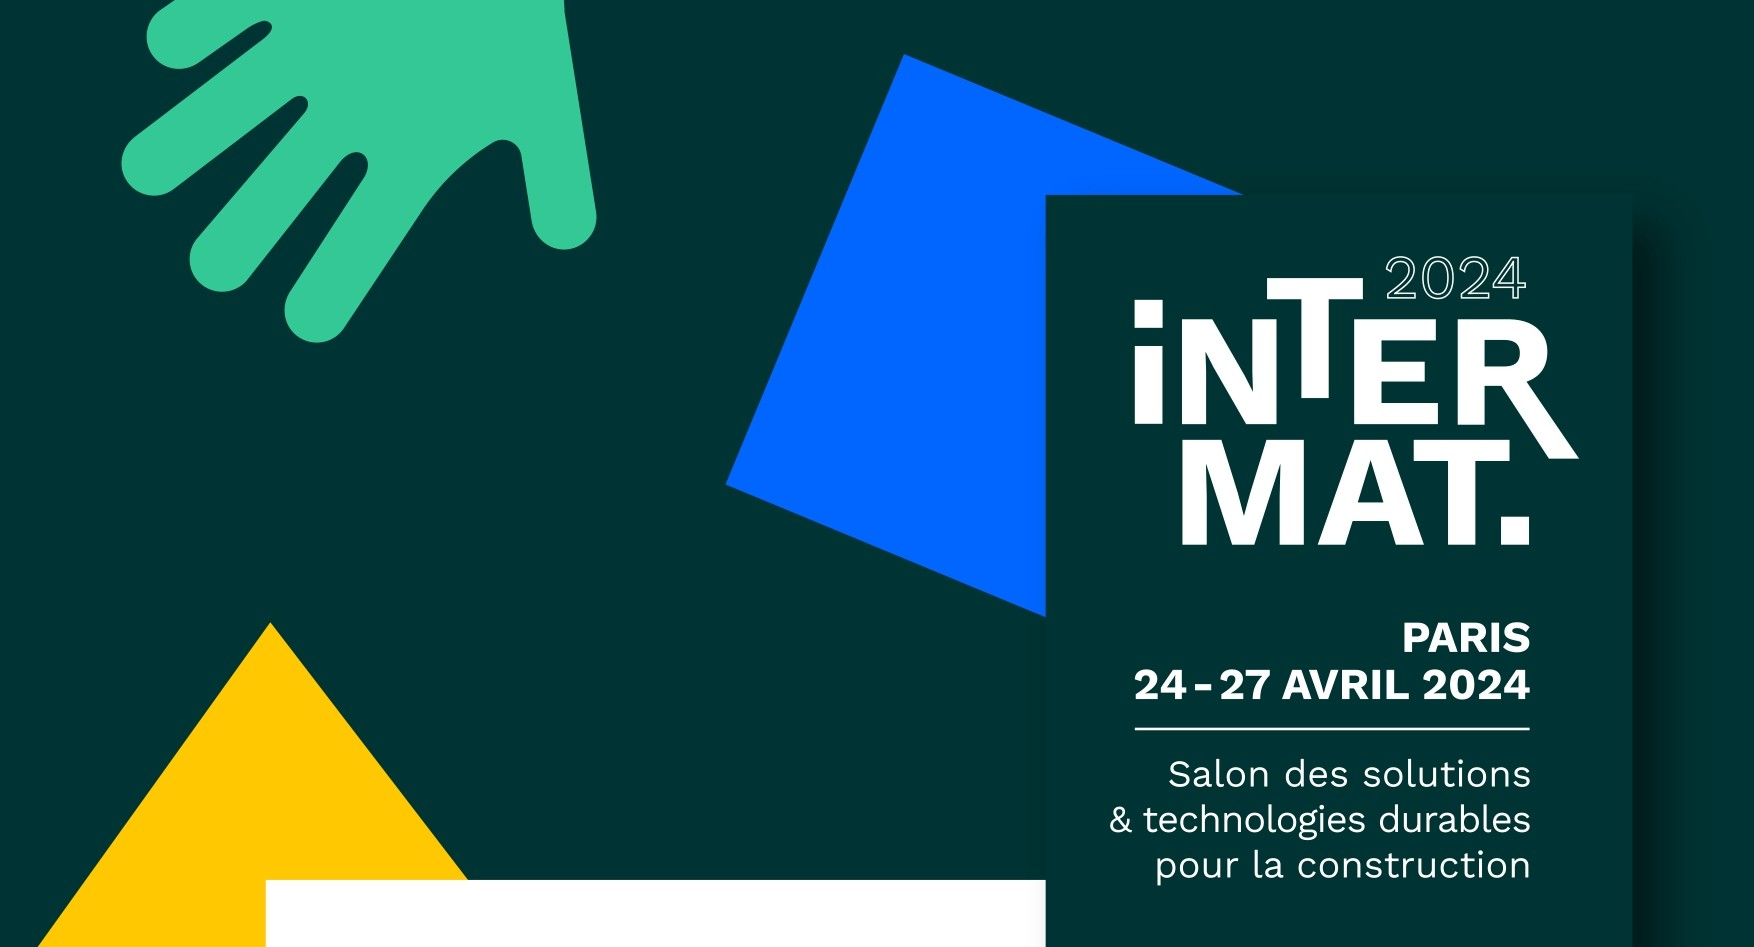 2024
iNTER
MAT.
PARIS
24-27 AVRIL 2024
Salon des solutions
& technologies durables
pour la construction